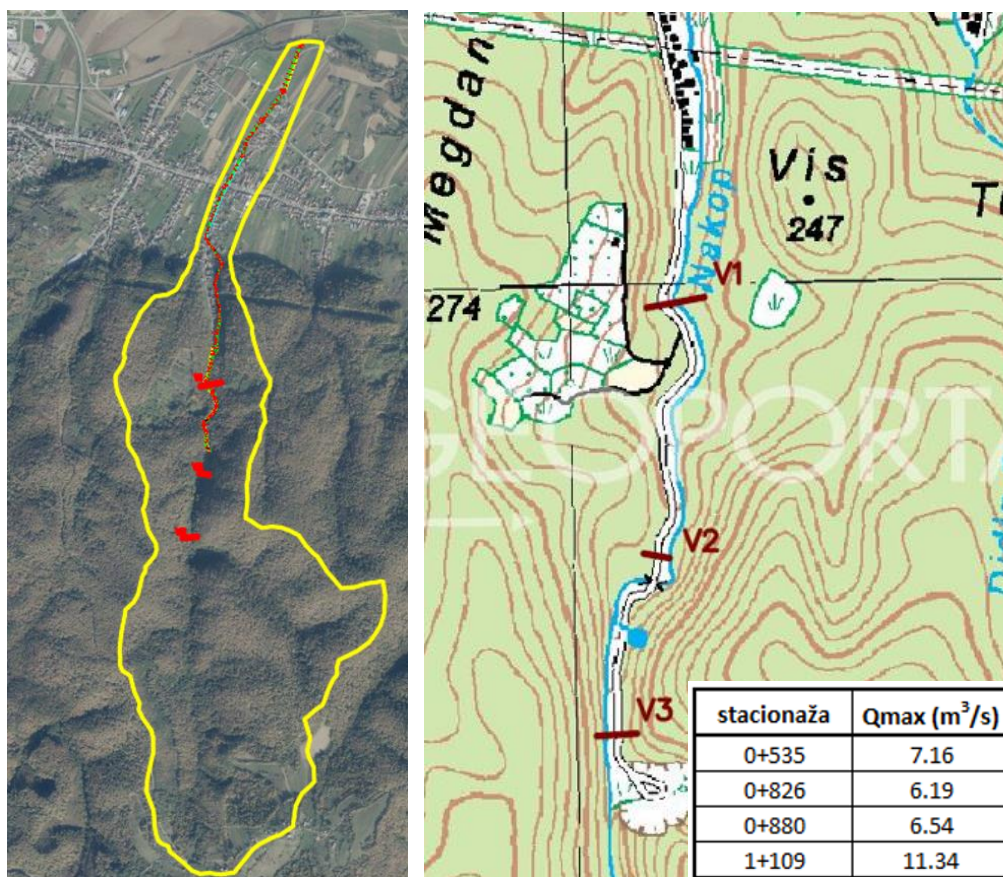 Megdan
Vis
247
Nakop
V1
274
GEOPORTA
V2
V3
stacionaža Qmax (m³/s)
0+535 7.16
0+826 6.19
0+880 6.54
1+109 11.34